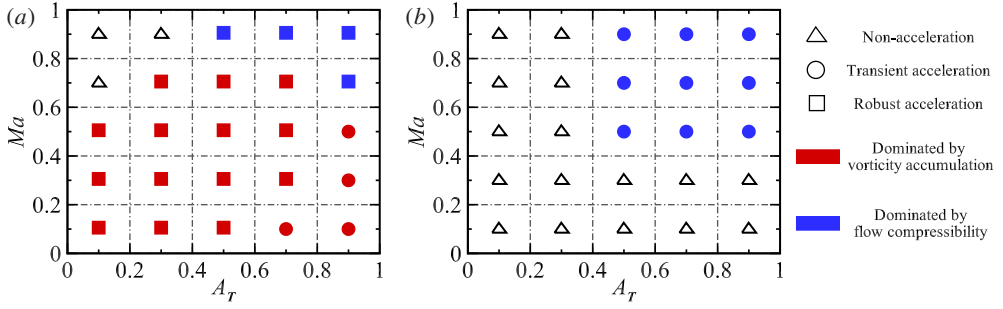 (a)
Ma
1
0.8
0.6
0.4
0.2
0
0
0.2
0.4
0.6
0.8
1
A_T
(b)
Ma
1
0.8
0.6
0.4
0.2
0
0
0.2
0.4
0.6
0.8
1
A_T
Non-acceleration
Transient acceleration
Robust acceleration
Dominated by
vorticity accumulation
Dominated by
flow compressibility